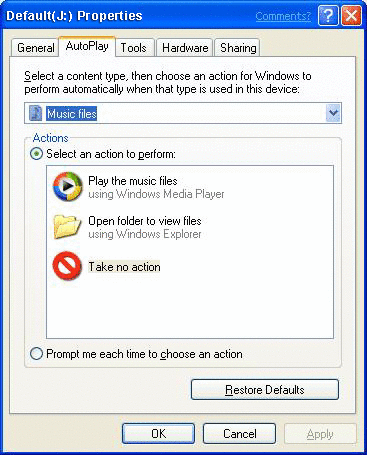 Default(J:) Properties
Comments?
?
General
AutoPlay
Tools
Hardware
Sharing
Select a content type, then choose an action for Windows to
perform automatically when that type is used in this device:
Music files
Actions
Select an action to perform:
Play the music files
using Windows Media Player
Open folder to view files
using Windows Explorer
Take no action
Prompt me each time to choose an action
Restore Defaults
OK
Cancel
Apply